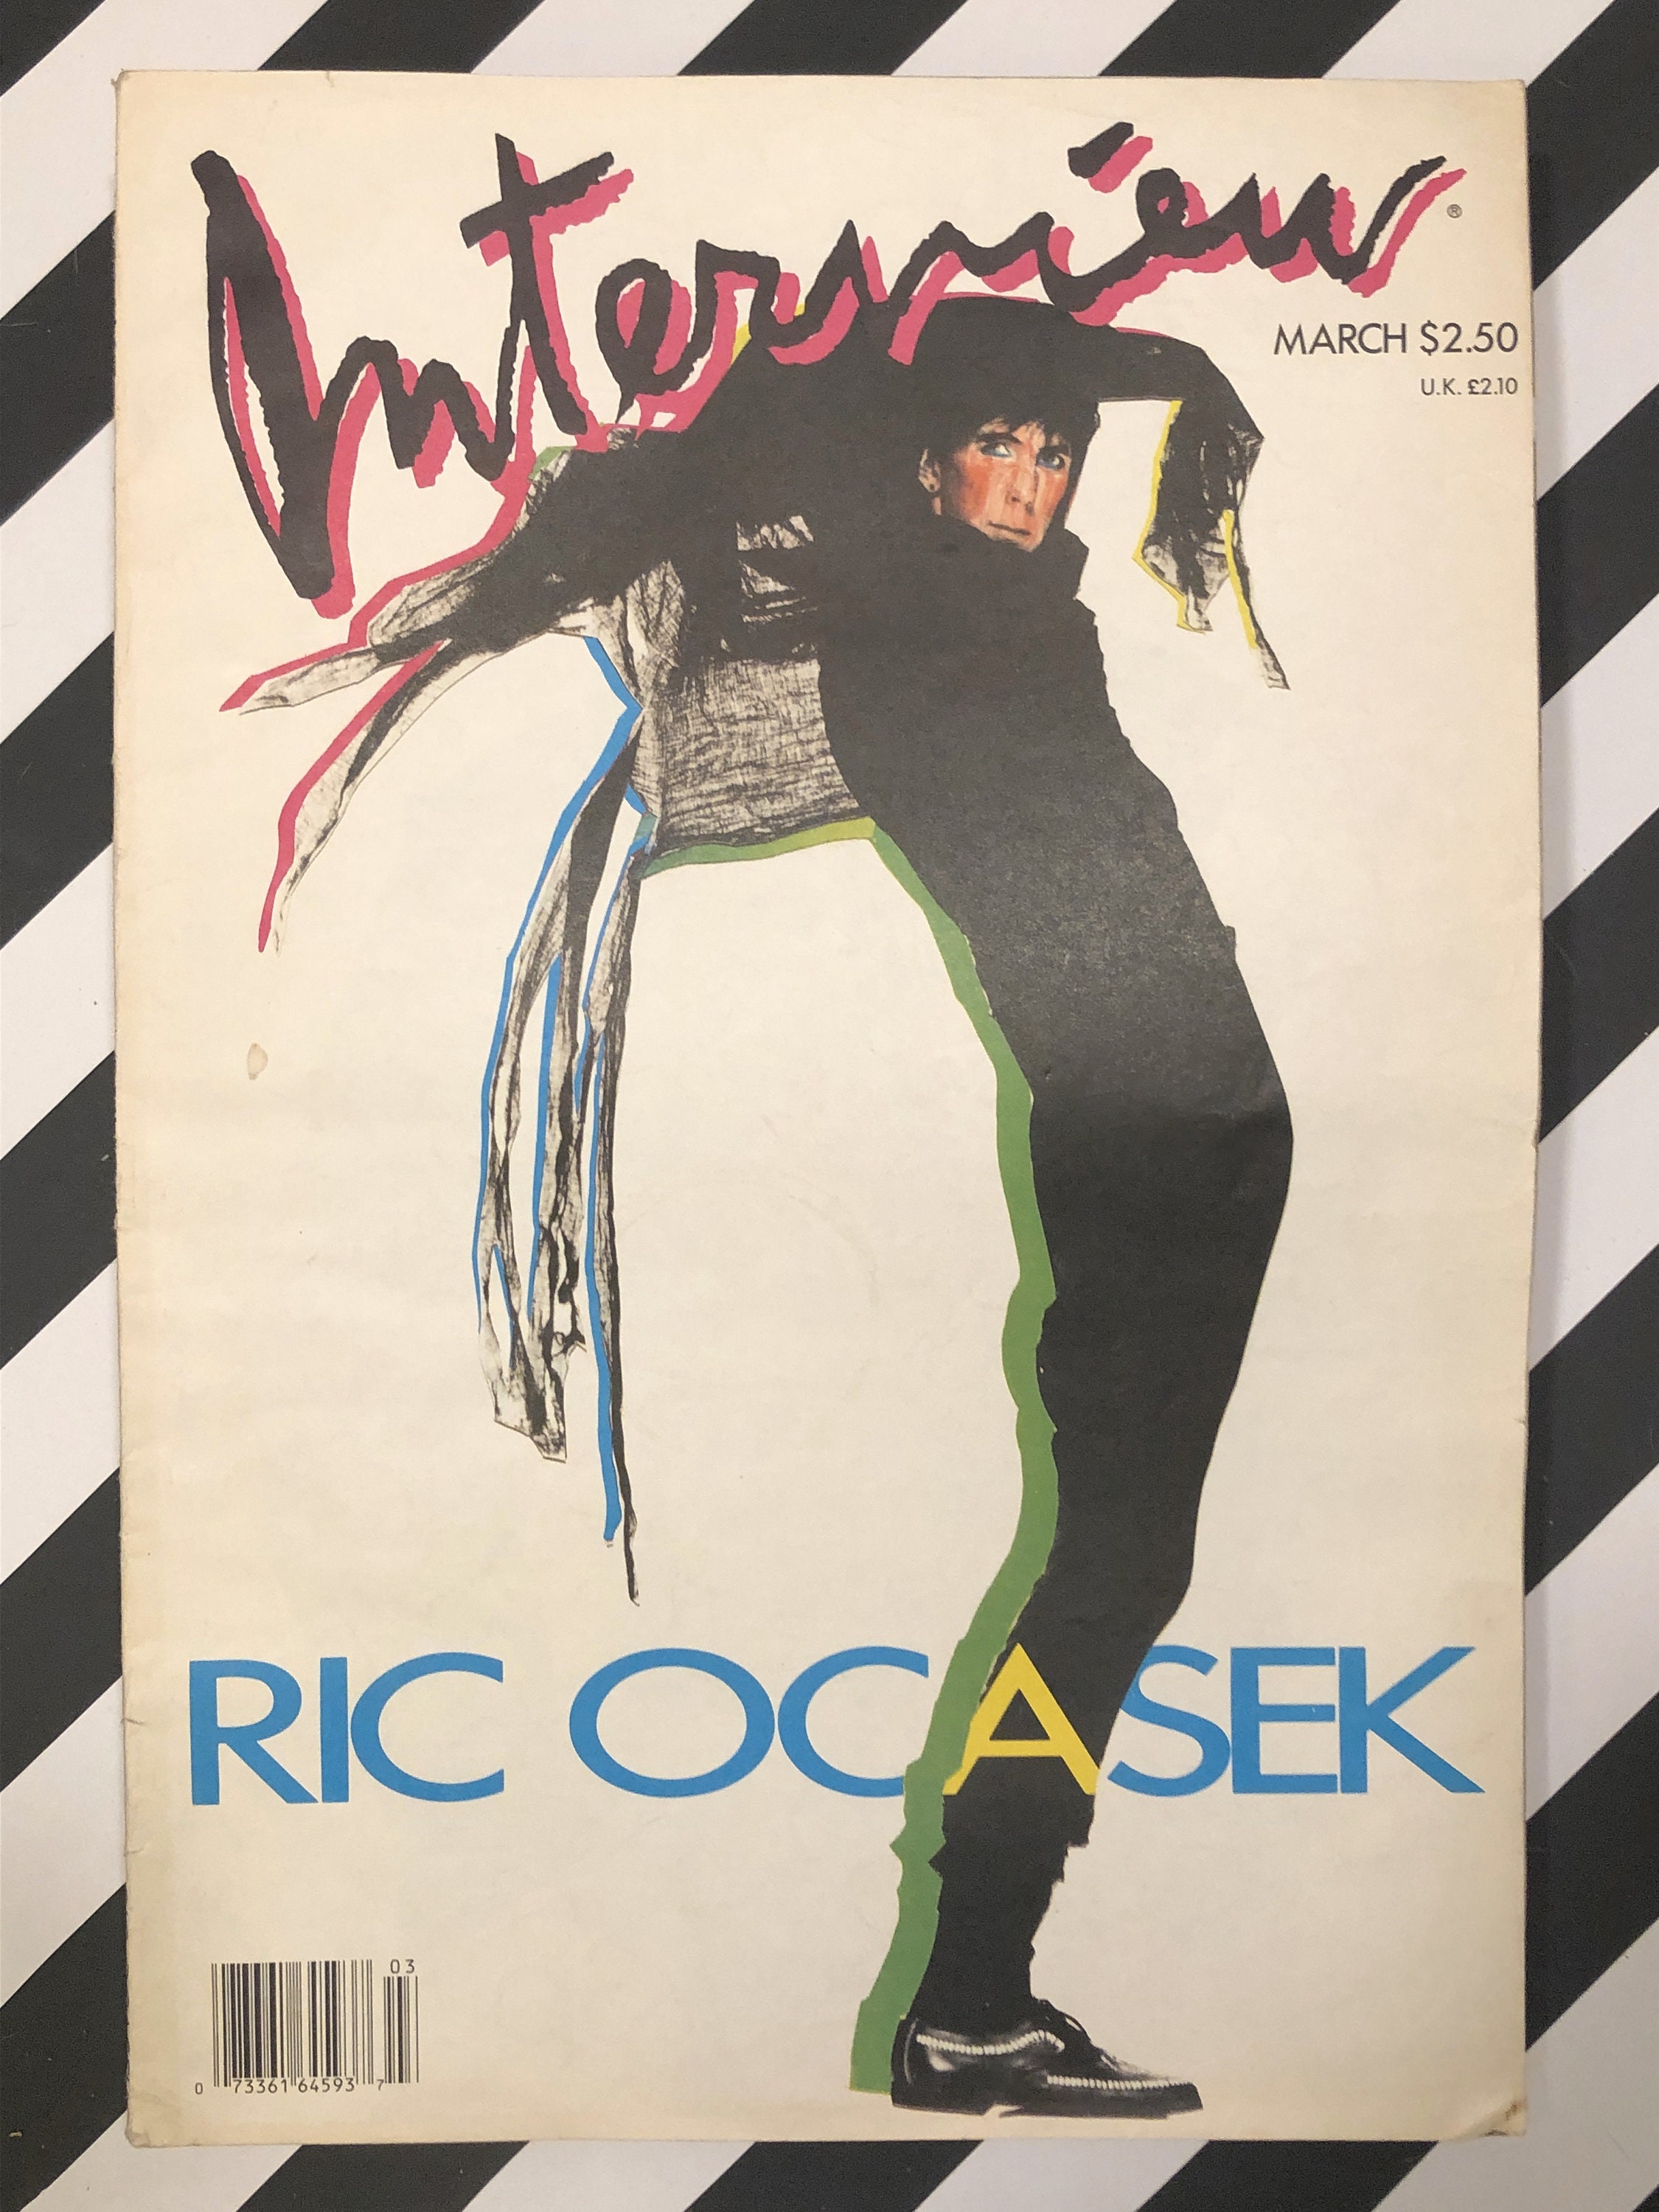 Interview®
MARCH $2.50
U.K. £2.10
RIC OCASEK
03
0 73361 64593 7